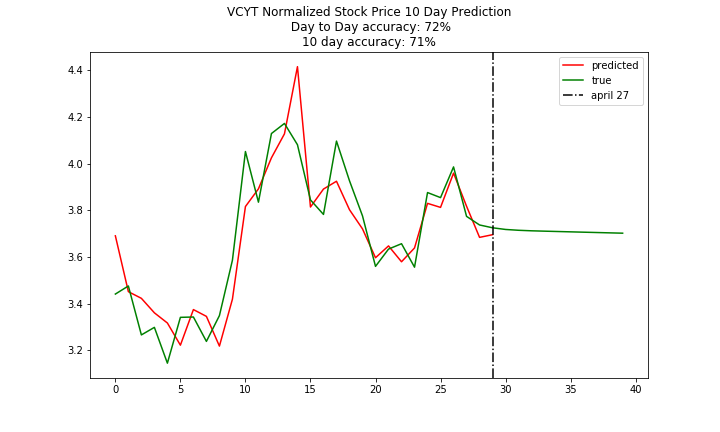 VCYT Normalized Stock Price 10 Day Prediction
Day to Day accuracy: 72%
10 day accuracy: 71%
predicted
true
april 27
4.4
4.2
4.0
3.8
3.6
3.4
3.2
0 5 10 15 20 25 30 35 40